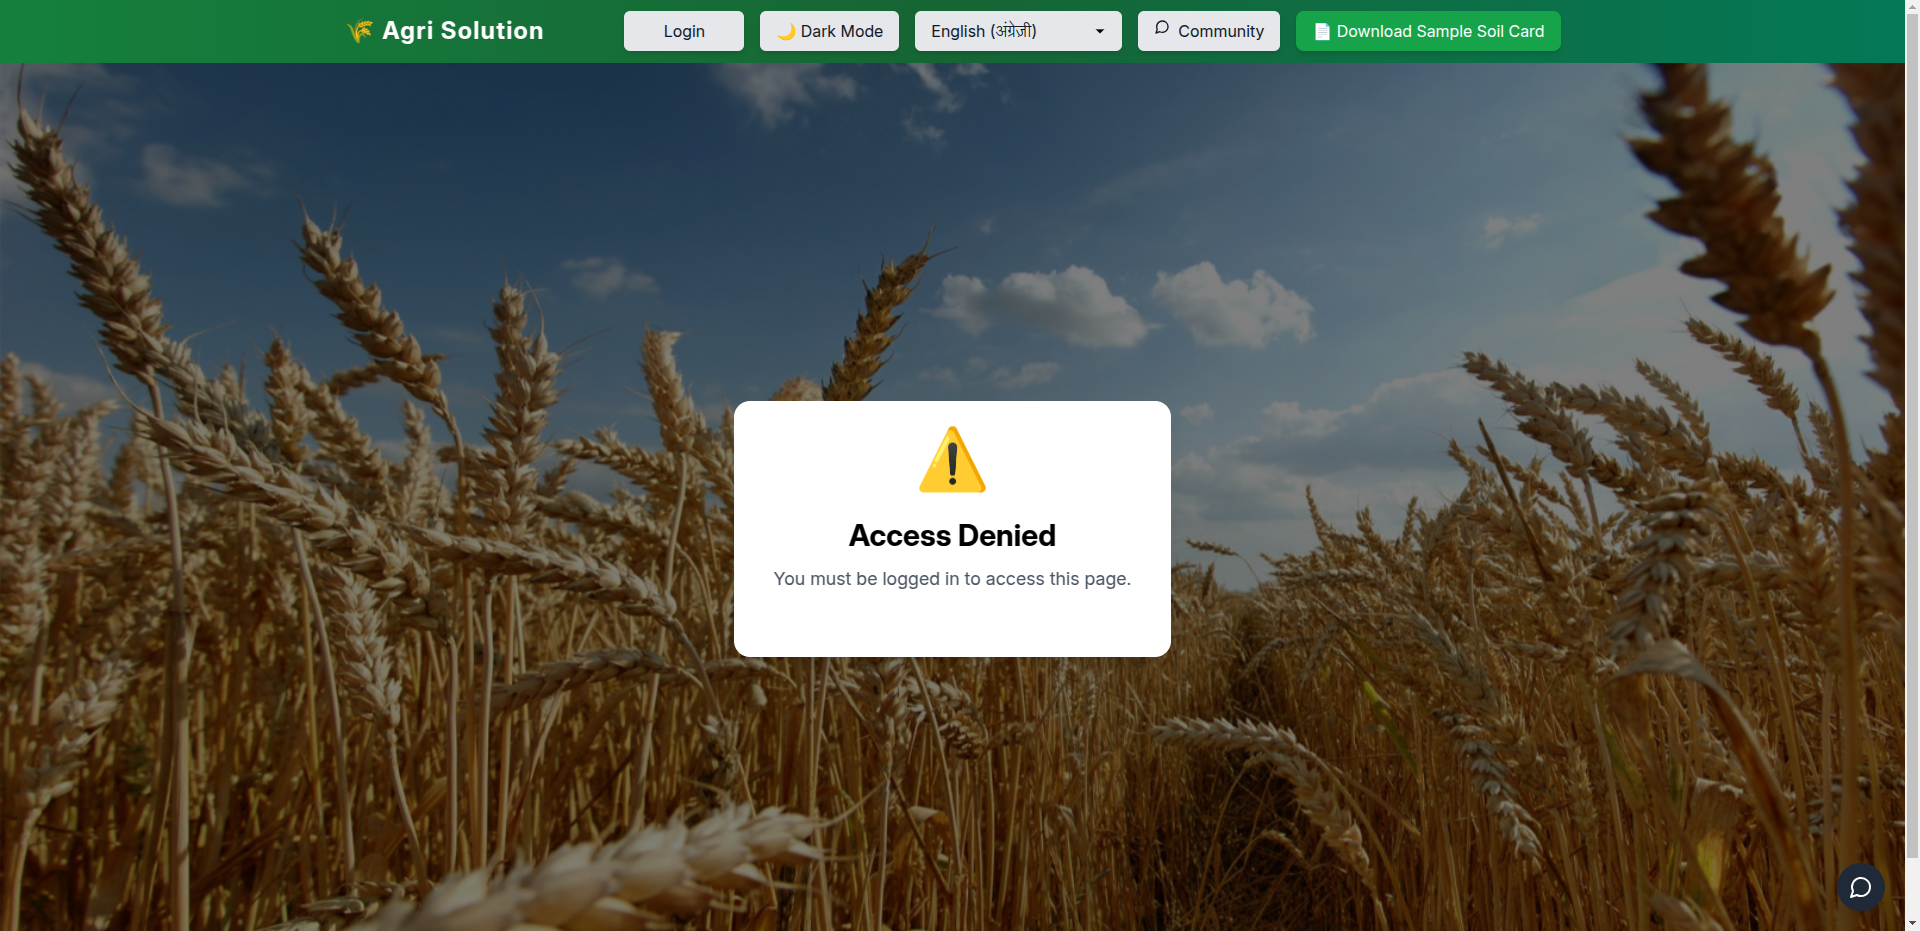 🌾 Agri Solution
Login
🌙 Dark Mode
English (अंग्रेज़ी)
Community
📄 Download Sample Soil Card
Access Denied
You must be logged in to access this page.